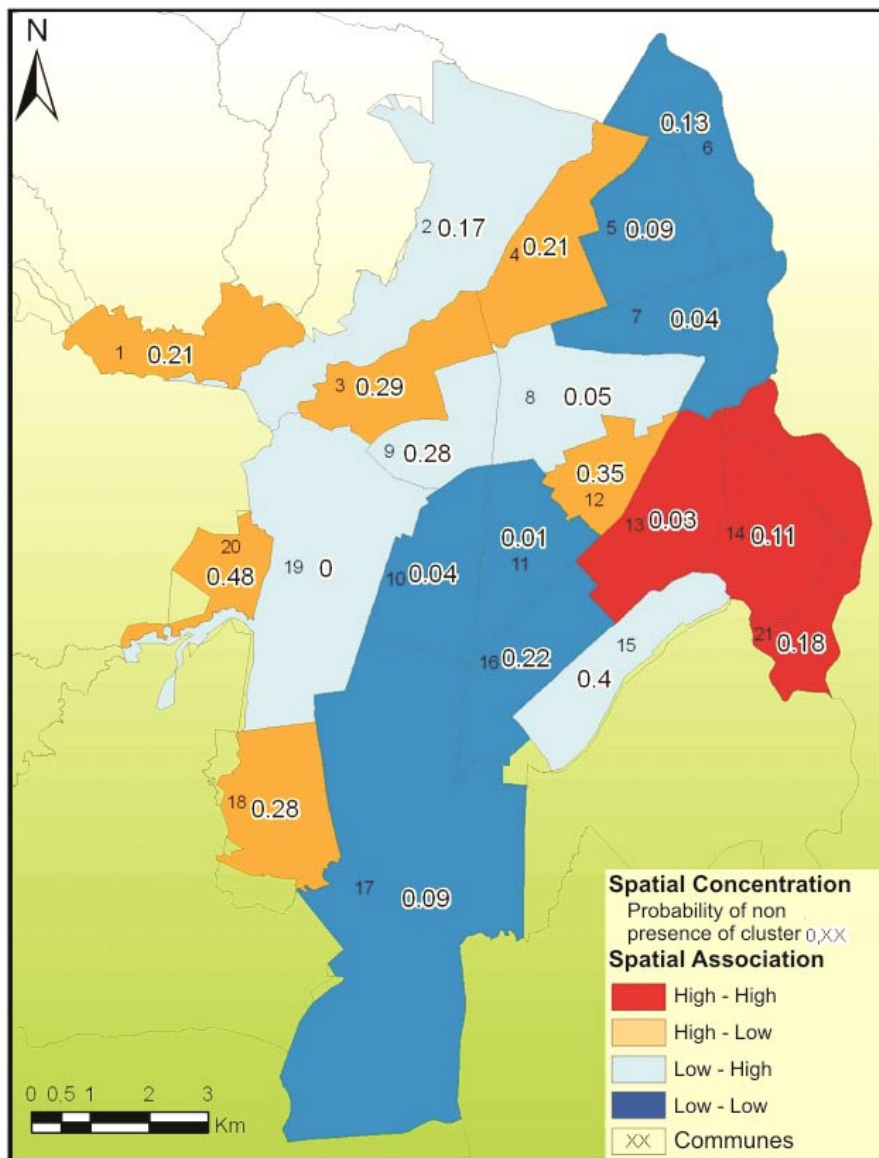 N
0.13
6
2 0.17
4 0.21
5 0.09
7 0.04
1 0.21
3 0.29
8 0.05
9 0.28
0.35
12
13 0.03
14 0.11
20
0.48
19 0
10 0.04
0.01
11
15
0.4
16 0.22
21
0.18
18 0.28
17
0.09
Spatial Concentration
Probability of non
presence of cluster 0,XX
Spatial Association
High - High
High - Low
Low - High
Low - Low
XX Communes
0 0.5 1 2 3
Km